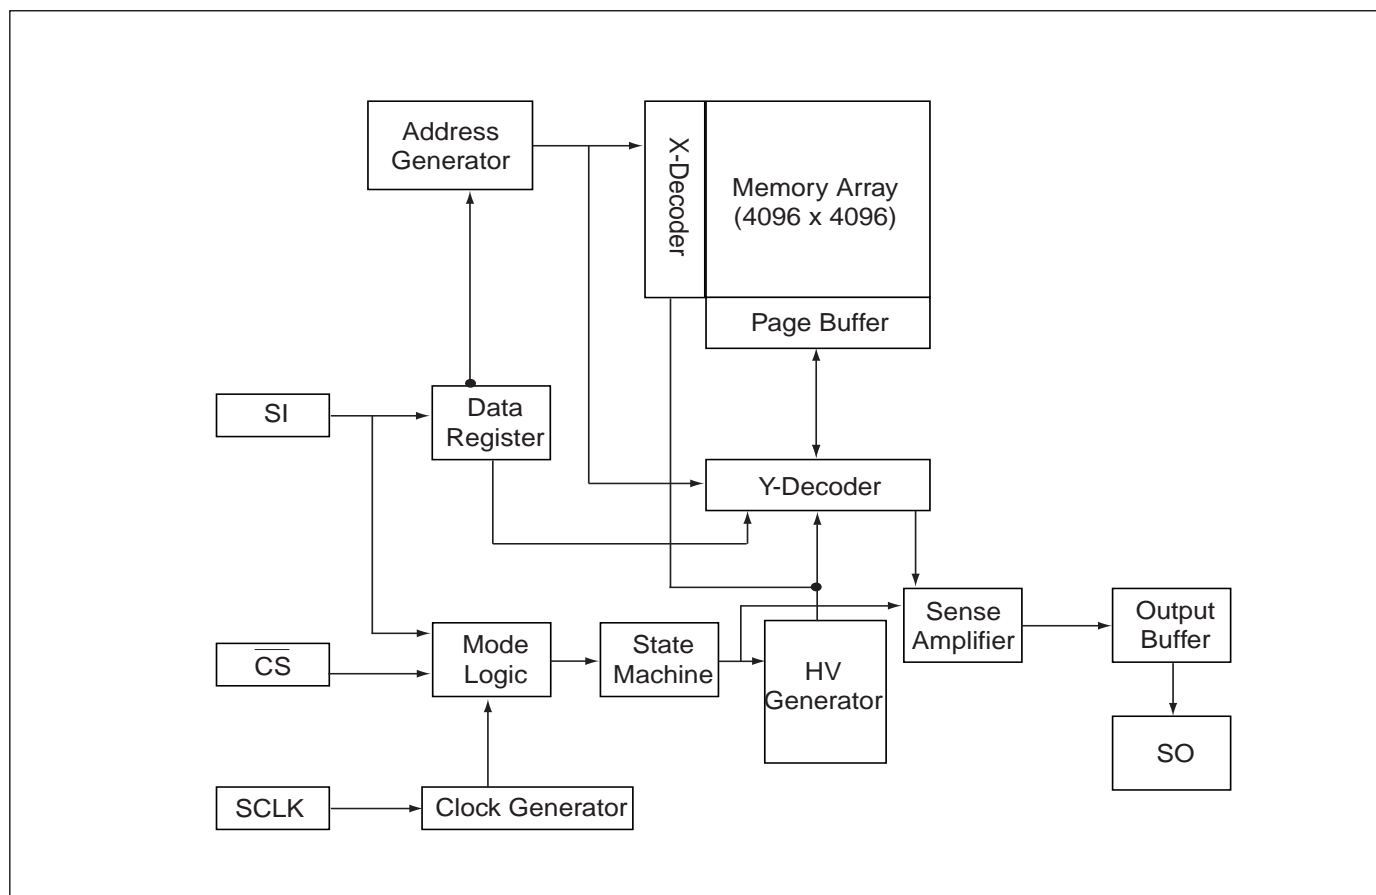 Address
Generator
X-Decoder
Memory Array
(4096 x 4096)
Page Buffer
SI
Data
Register
Y-Decoder
CS
Mode
Logic
State
Machine
HV
Generator
Sense
Amplifier
Output
Buffer
SO
SCLK
Clock Generator